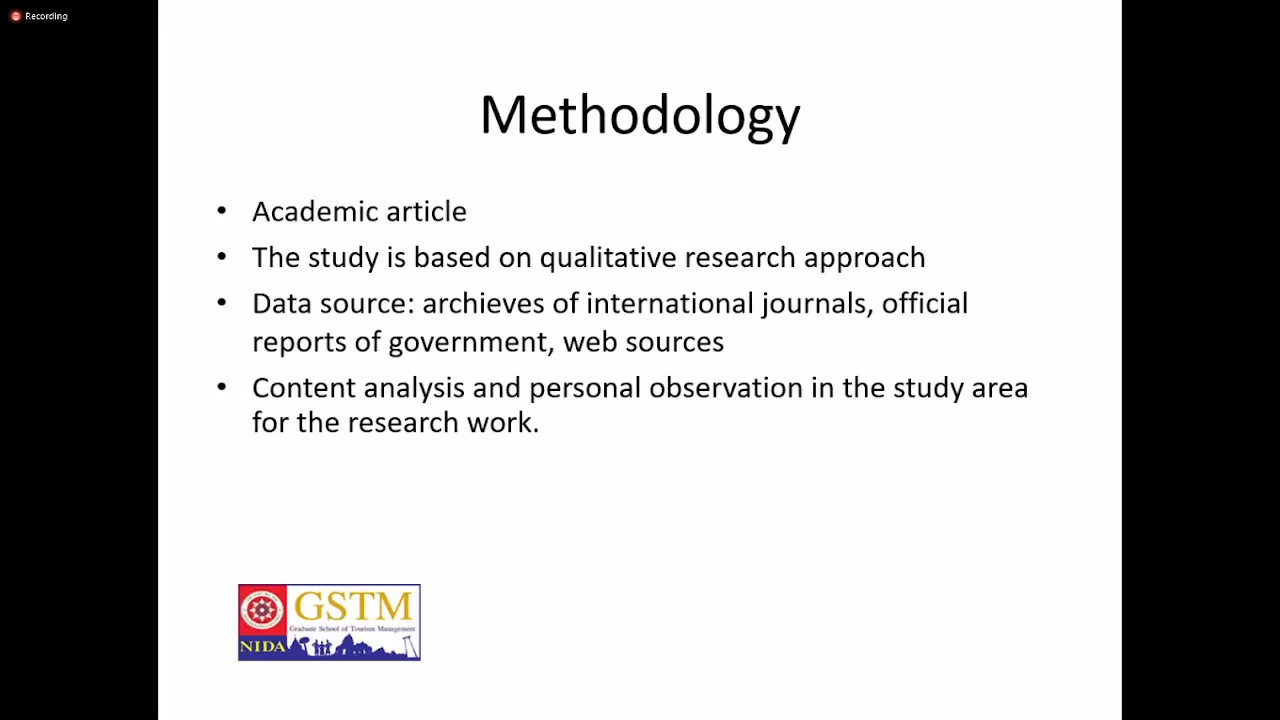 Recording
Methodology
• Academic article
• The study is based on qualitative research approach
• Data source: archieves of international journals, official
reports of government, web sources
• Content analysis and personal observation in the study area
for the research work.
GSTM
Graduate School of Tourism Management
NIDA